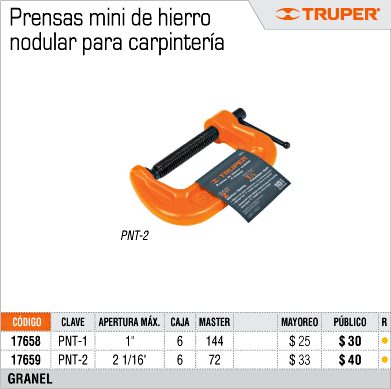 Prensas mini de hierro
nodular para carpintería
TRUPER
TRUPER
PNT-2
CÓDIGO CLAVE APERTURA MÁX. CAJA MASTER MAYOREO PÚBLICO R
17658 PNT-1 1" 6 144 $ 25 $ 30
17659 PNT-2 2 1/16" 6 72 $ 33 $ 40
GRANEL